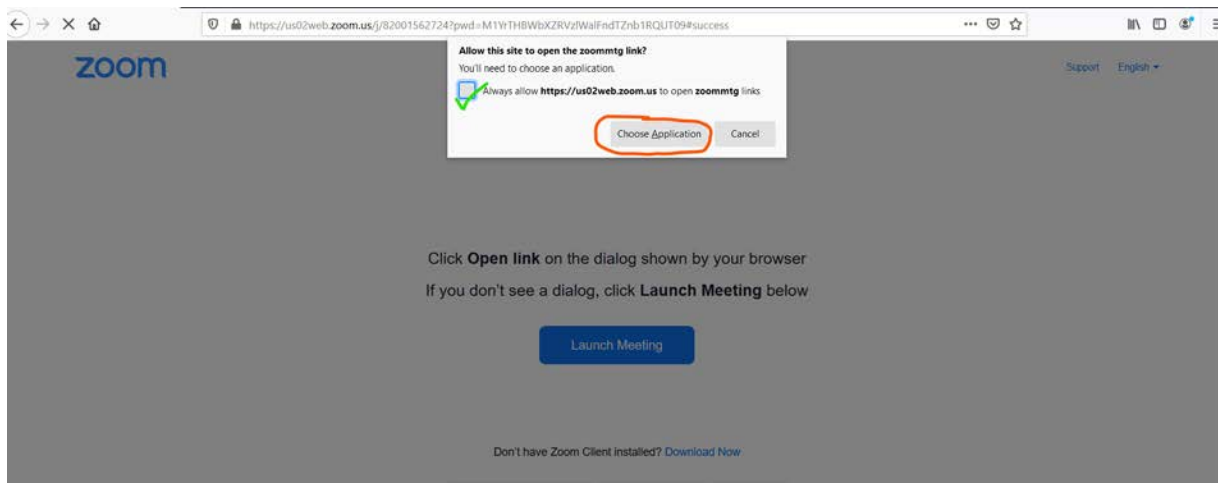 https://us02web.zoom.us/j/82001562724?pwd=M1YrTHBWbXZRVzlWalFndTZnb1RQUT09#success
zoom
Support English
Allow this site to open the zoommtg link?
You'll need to choose an application.
Always allow https://us02web.zoom.us to open zoommtg links
Choose Application Cancel
Click Open link on the dialog shown by your browser
If you don't see a dialog, click Launch Meeting below
Launch Meeting
Don't have Zoom Client installed? Download Now